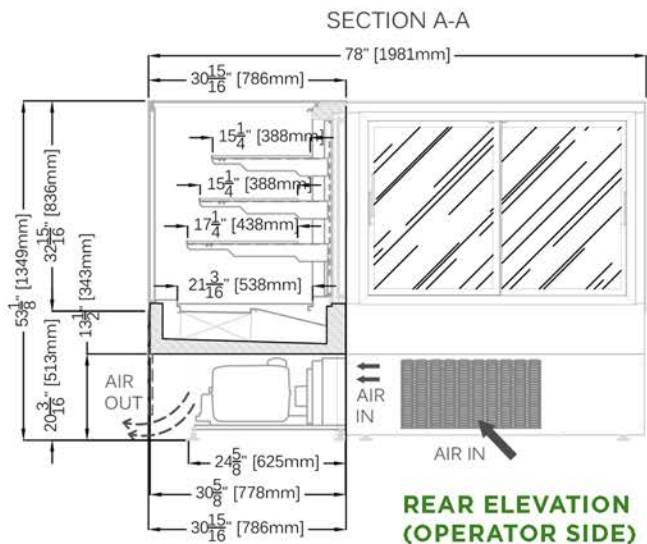 SECTION A-A
78" [1981mm]
30 15/16" [786mm]
15 1/4" [388mm]
15 1/4" [388mm]
17 1/4" [438mm]
21 3/16" [538mm]
53 1/8" [1349mm]
32 15/16" [836mm]
13 1/2" [343mm]
20 3/16" [513mm]
AIR
OUT
AIR
IN
AIR IN
24 5/8" [625mm]
30 5/8" [778mm]
30 15/16" [786mm]
REAR ELEVATION
(OPERATOR SIDE)